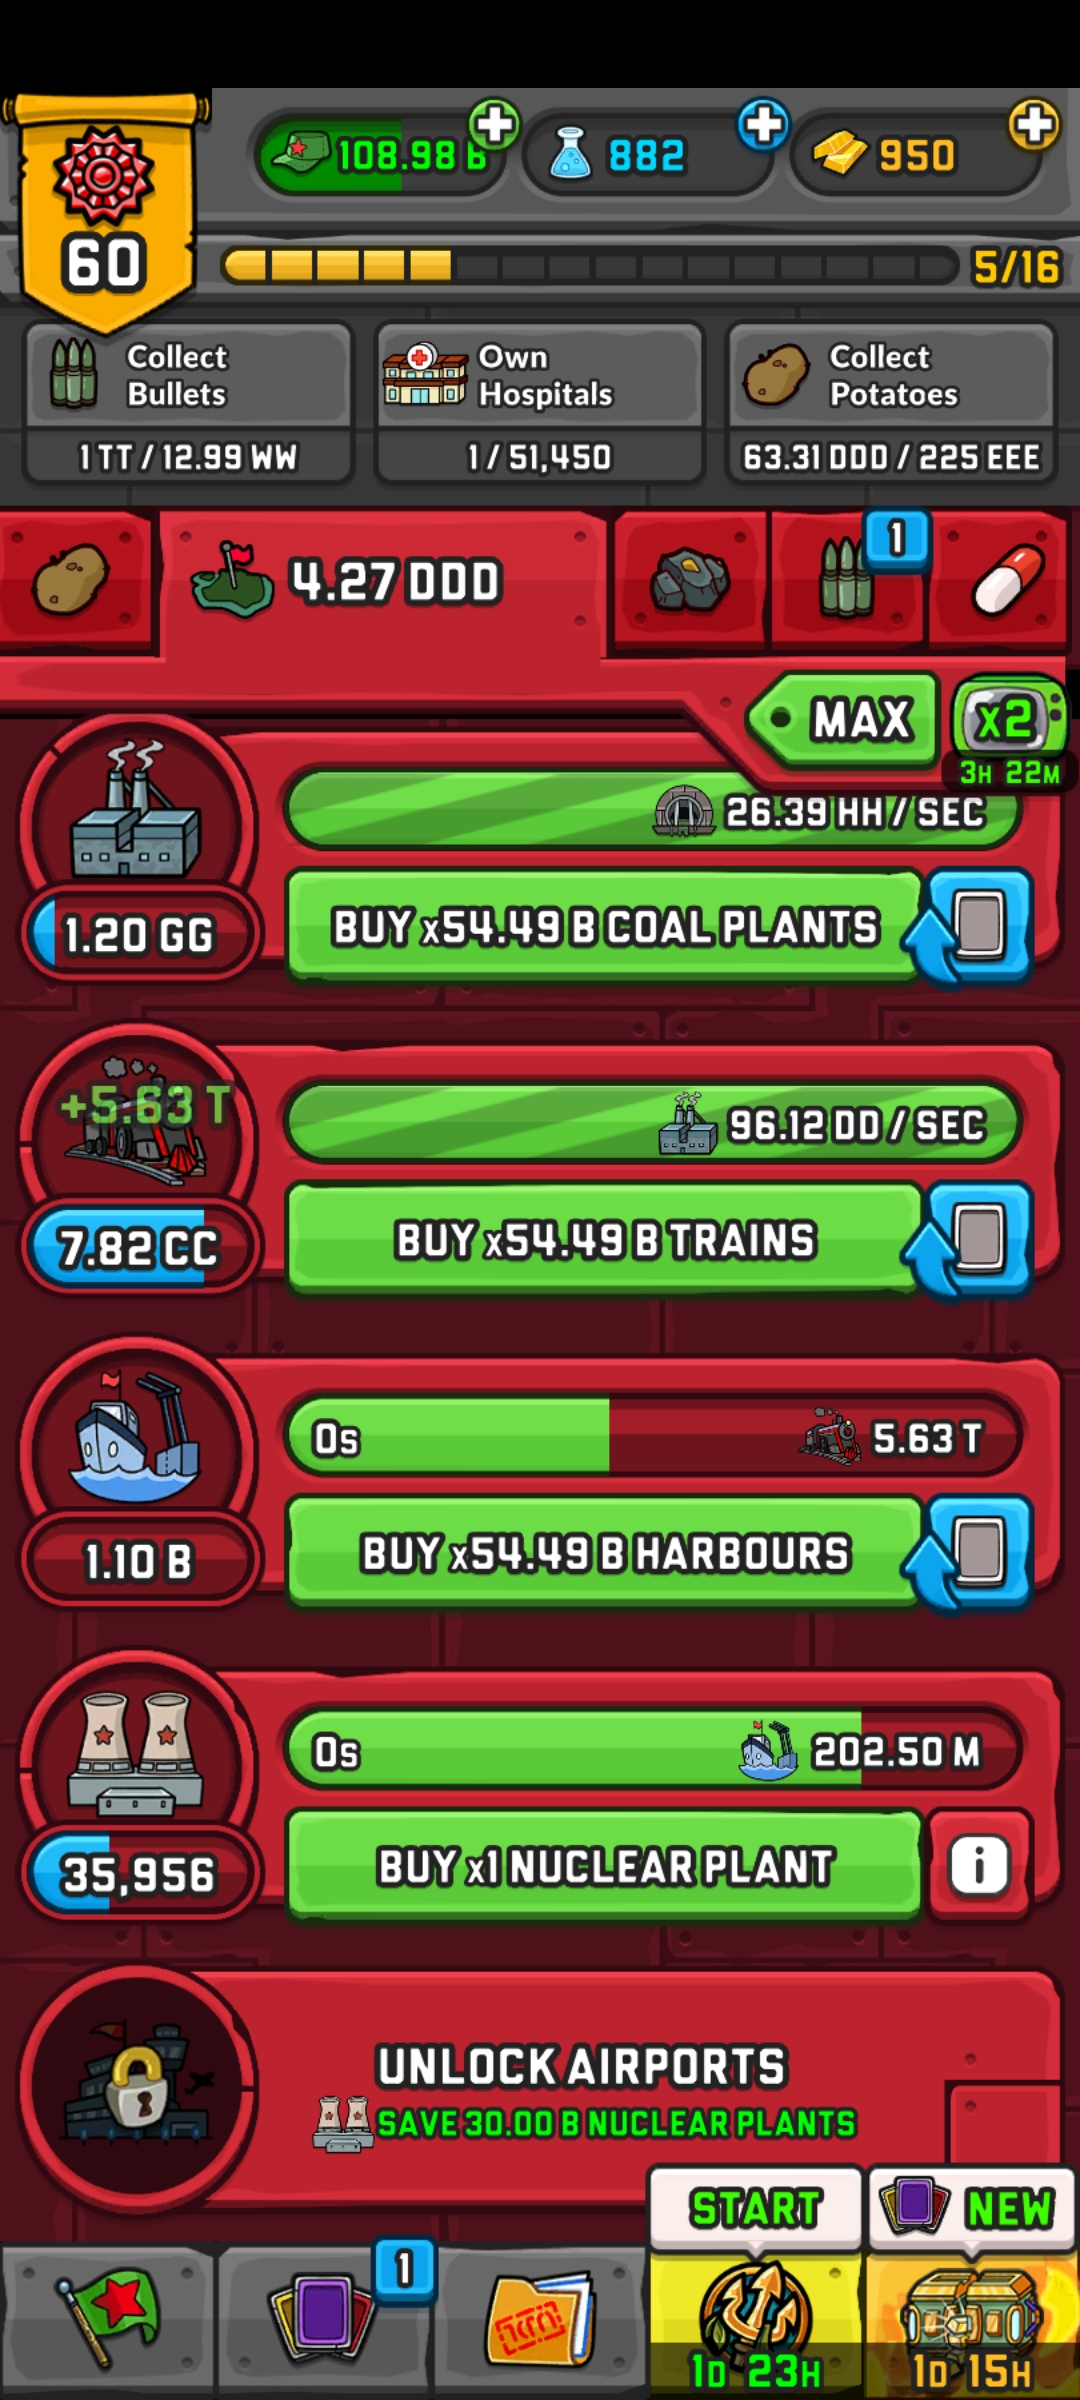 60
108.98 B
882
950
5/16
Collect
Bullets
1 TT / 12.99 WW
Own
Hospitals
1 / 51,450
Collect
Potatoes
63.31 DDD / 225 EEE
4.27 DDD
1
MAX
x2
3H 22M
26.39 HH / SEC
1.20 GG
BUY x54.49 B COAL PLANTS
+5.63 T
96.12 DD / SEC
7.82 CC
BUY x54.49 B TRAINS
0s
5.63 T
1.10 B
BUY x54.49 B HARBOURS
0s
202.50 M
35,956
BUY x1 NUCLEAR PLANT
i
UNLOCK AIRPORTS
SAVE 30.00 B NUCLEAR PLANTS
START
NEW
1
1D 23H
1D 15H